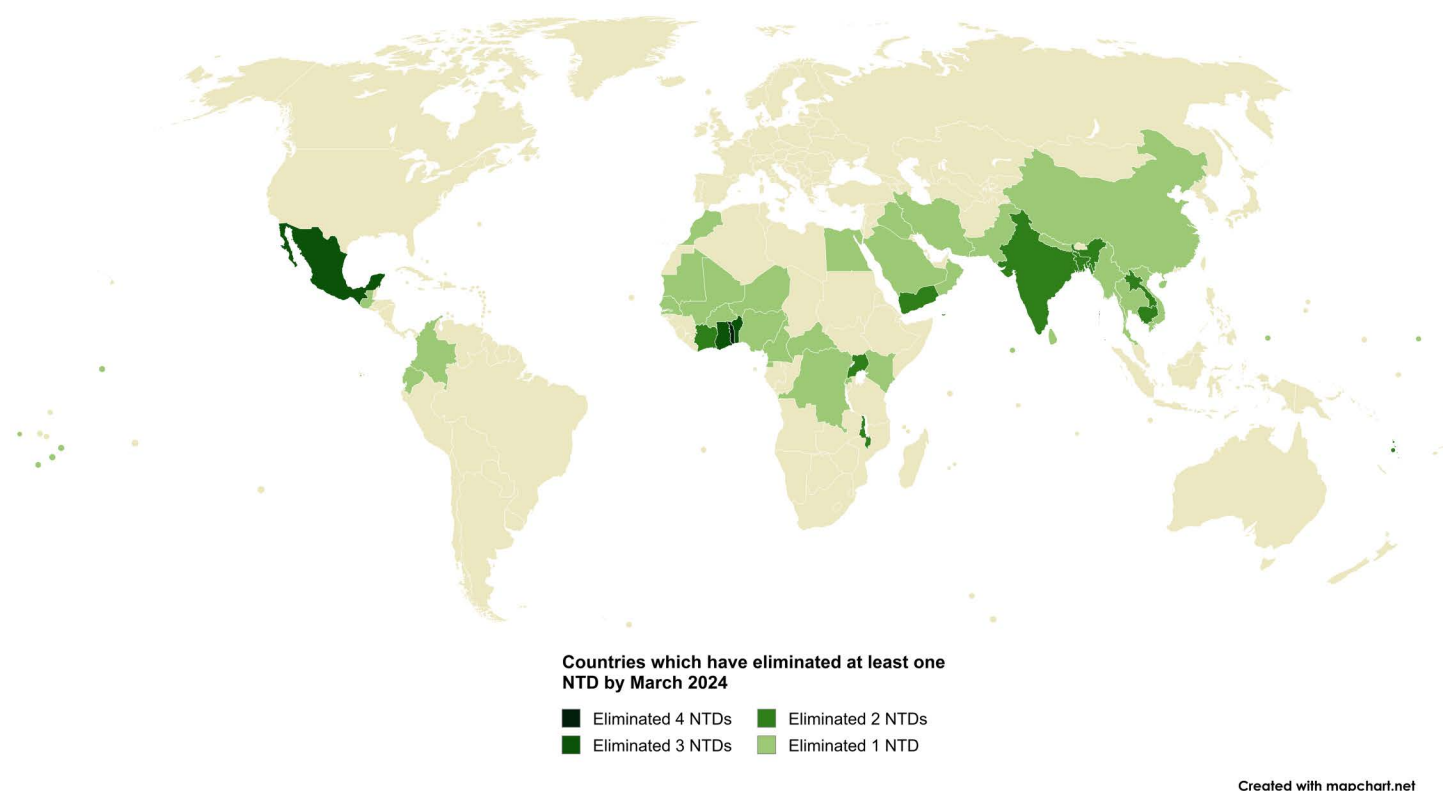 Countries which have eliminated at least one
NTD by March 2024
Eliminated 4 NTDs
Eliminated 2 NTDs
Eliminated 3 NTDs
Eliminated 1 NTD
Created with mapchart.net